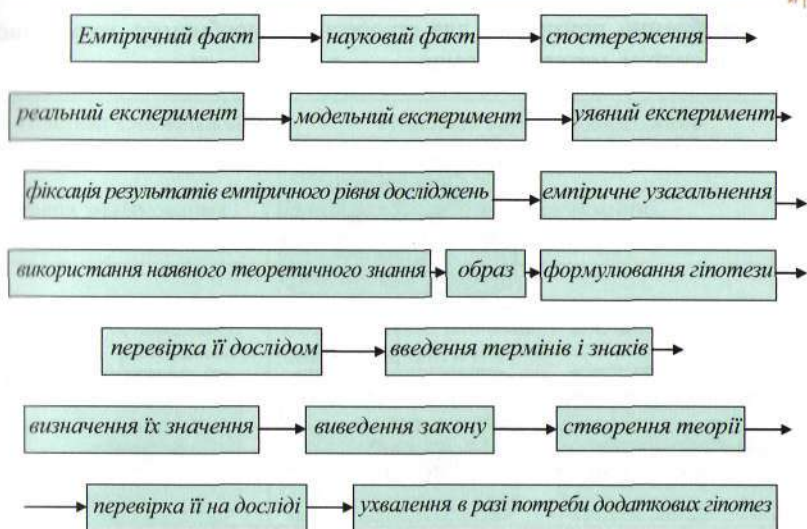 Емпіричний факт науковий факт спостереження
реальний експеримент модельний експеримент уявний експеримент
фіксація результатів емпіричного рівня досліджень емпіричне узагальнення
використання наявного теоретичного знання образ формулювання гіпотези
перевірка її дослідом введення термінів і знаків
визначення їх значення виведення закону створення теорії
перевірка її на досліді ухвалення в разі потреби додаткових гіпотез